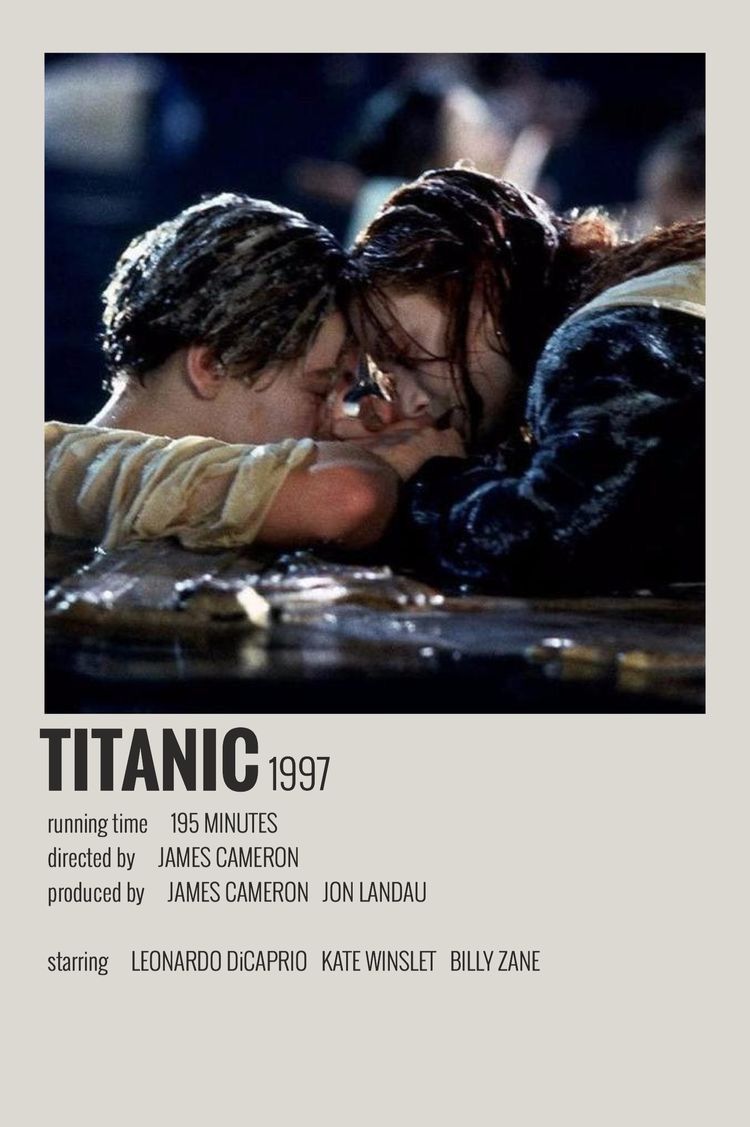 TITANIC 1997
running time 195 MINUTES
directed by JAMES CAMERON
produced by JAMES CAMERON JON LANDAU
starring LEONARDO DiCAPRIO KATE WINSLET BILLY ZANE